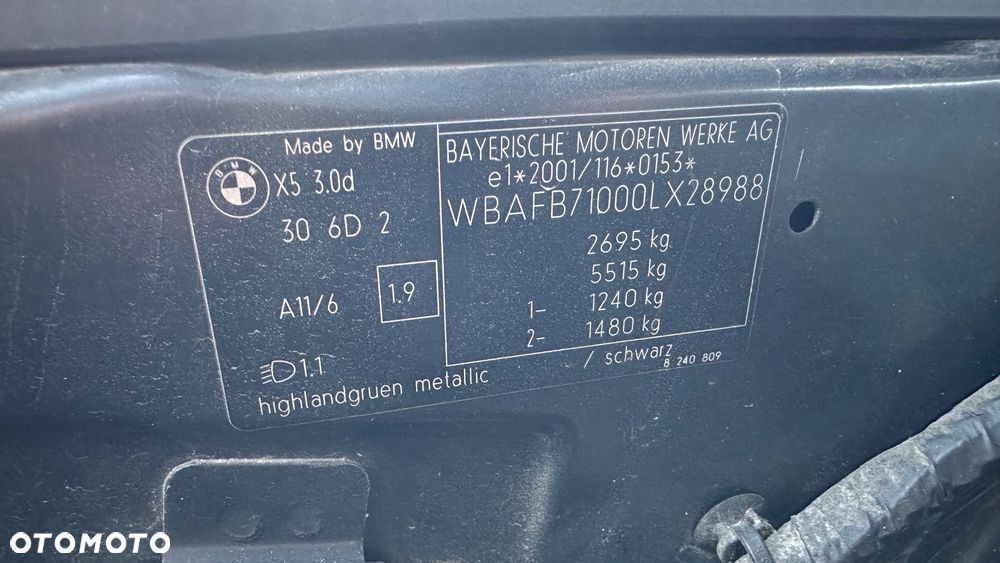 Made by BMW
BMW
X5 3.0d
30 6D 2
A11/6
1.9
1.1
highlandgruen metallic
BAYERISCHE MOTOREN WERKE AG
e1*2001/116*0153*
WBAFB71000LX28988
2695 kg
5515 kg
1- 1240 kg
2- 1480 kg
/ schwarz
8 240 809
OTOMOTO